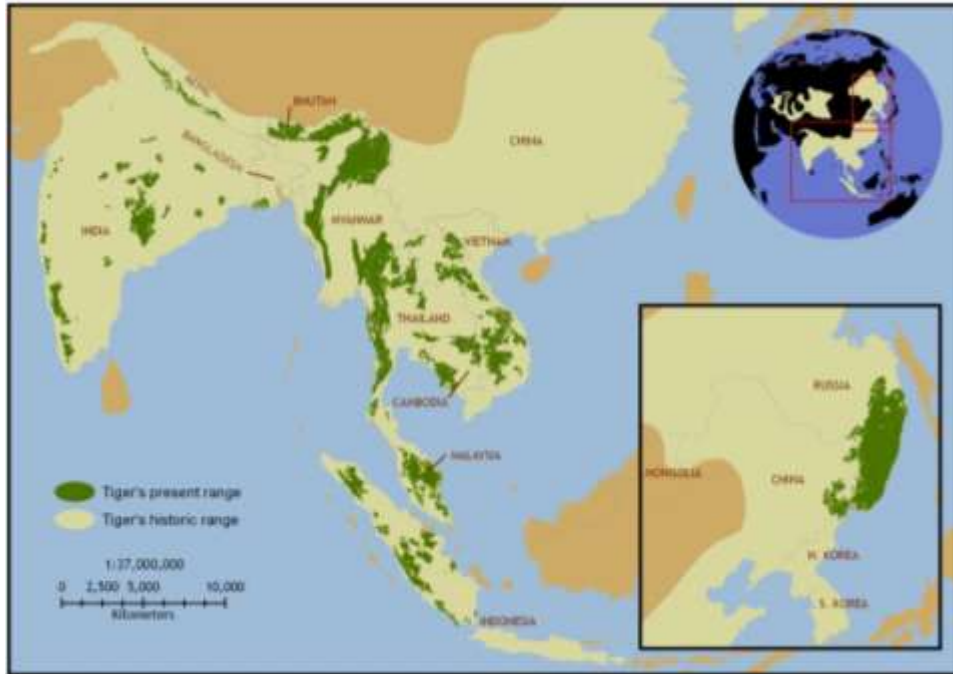 NEPAL
BHUTAN
BANGLADESH
CHINA
INDIA
MYANMAR
VIETNAM
THAILAND
CAMBODIA
MALAYSIA
INDONESIA
Tiger's present range
Tiger's historic range
1:37,000,000
0 2,500 5,000 10,000
Kilometers
RUSSIA
MONGOLIA
CHINA
N. KOREA
S. KOREA